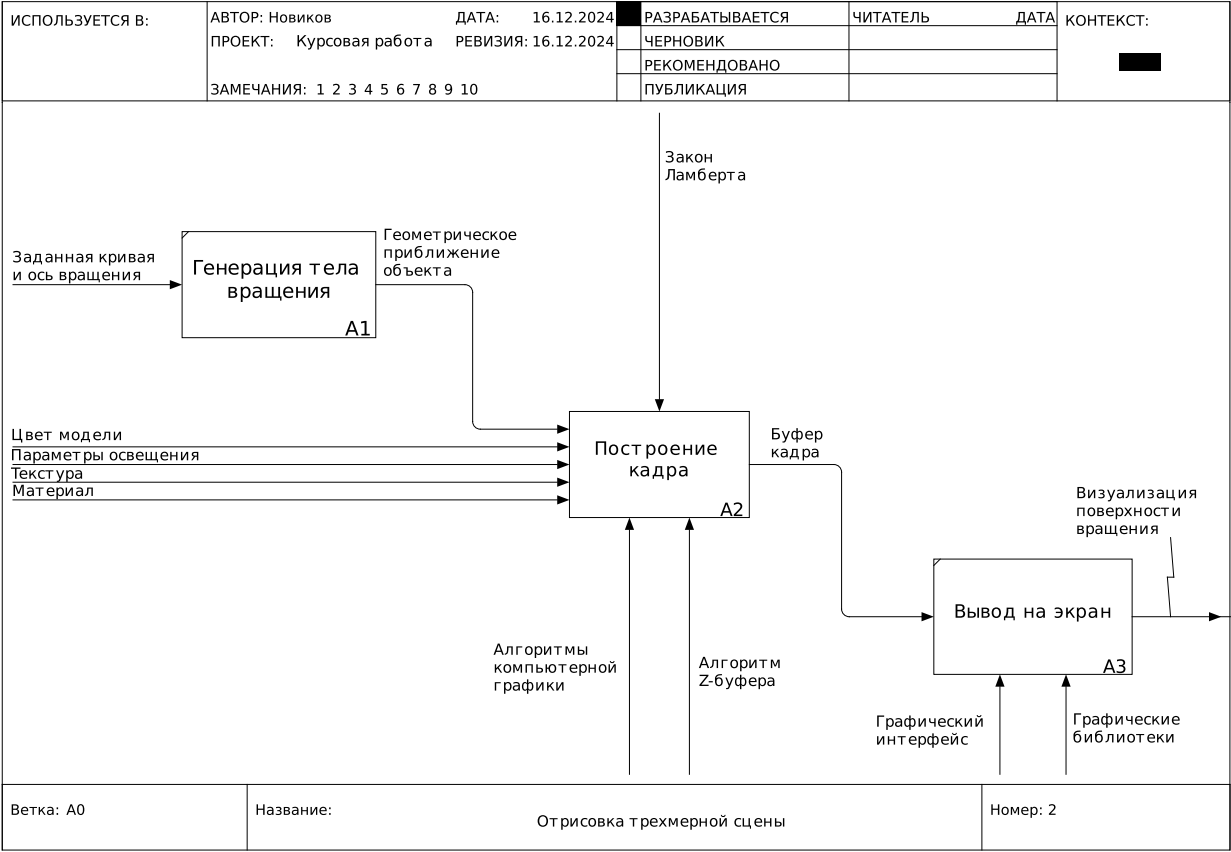 ИСПОЛЬЗУЕТСЯ В:
АВТОР: Новиков
ДАТА: 16.12.2024
ПРОЕКТ: Курсовая работа
РЕВИЗИЯ: 16.12.2024
ЗАМЕЧАНИЯ: 1 2 3 4 5 6 7 8 9 10
РАЗРАБАТЫВАЕТСЯ
ЧЕРНОВИК
РЕКОМЕНДОВАНО
ПУБЛИКАЦИЯ
ЧИТАТЕЛЬ
ДАТА
КОНТЕКСТ:
Закон
Ламберта
Заданная кривая
и ось вращения
Генерация тела
вращения
A1
Геометрическое
приближение
объекта
Цвет модели
Параметры освещения
Текстура
Материал
Построение
кадра
A2
Буфер
кадра
Визуализация
поверхности
вращения
Вывод на экран
A3
Алгоритмы
компьютерной
графики
Алгоритм
Z-буфера
Графический
интерфейс
Графические
библиотеки
Ветка: A0
Название:
Отрисовка трехмерной сцены
Номер: 2